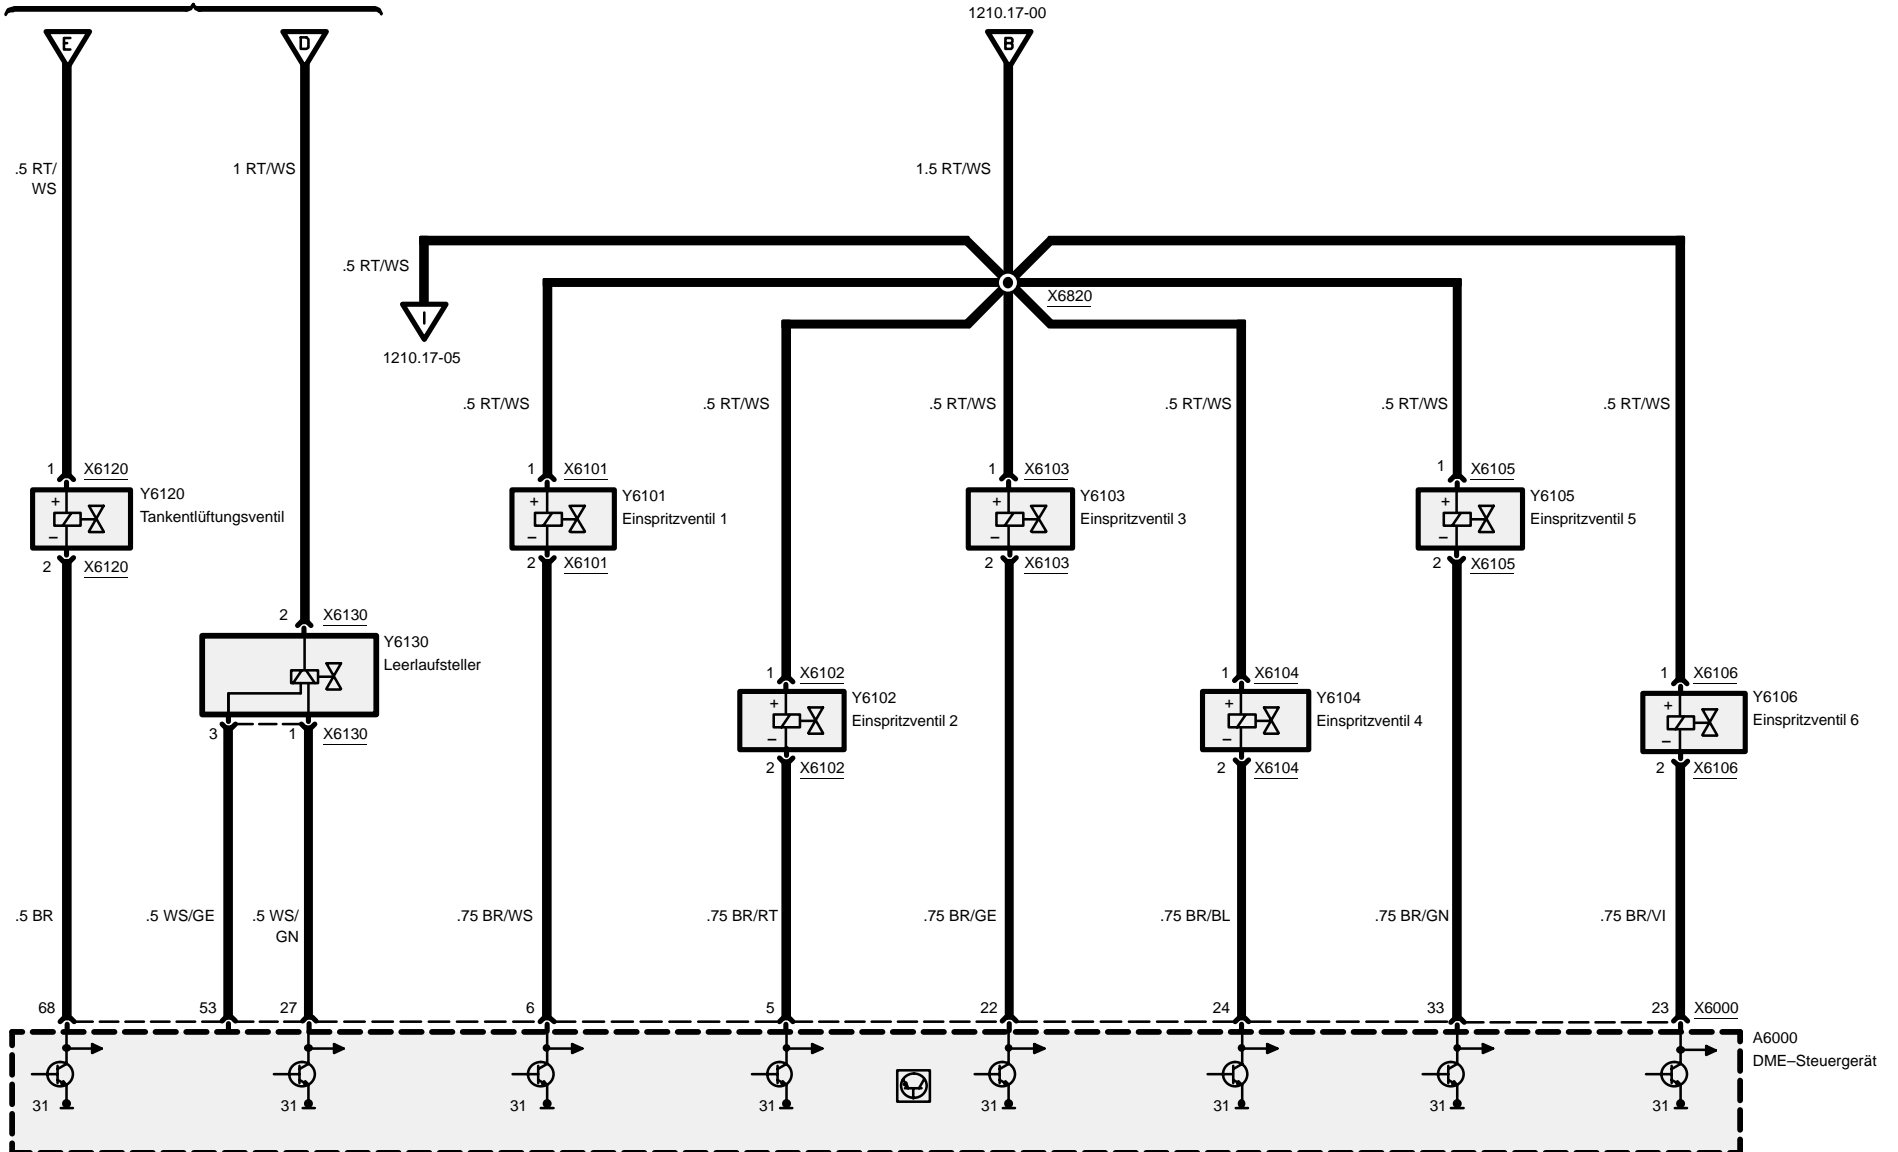 1210.17-00
E
D
B
.5 RT/
WS
1 RT/WS
1.5 RT/WS
.5 RT/WS
X6820
I
1210.17-05
.5 RT/WS
.5 RT/WS
.5 RT/WS
.5 RT/WS
.5 RT/WS
.5 RT/WS
1 X6120
1 X6101
1 X6103
1 X6105
Y6120
Tankentlüftungsventil
Y6101
Einspritzventil 1
Y6103
Einspritzventil 3
Y6105
Einspritzventil 5
+
–
+
–
+
–
+
–
2 X6120
2 X6101
2 X6103
2 X6105
2 X6130
Y6130
Leerlaufsteller
1 X6102
1 X6104
1 X6106
Y6102
Einspritzventil 2
Y6104
Einspritzventil 4
Y6106
Einspritzventil 6
+
–
+
–
+
–
3 1 X6130
2 X6102
2 X6104
2 X6106
.5 BR
.5 WS/GE
.5 WS/
GN
.75 BR/WS
.75 BR/RT
.75 BR/GE
.75 BR/BL
.75 BR/GN
.75 BR/VI
68 53 27 6 5 22 24 33 23 X6000
A6000
DME–Steuergerät
31 31 31 31 31 31 31 31